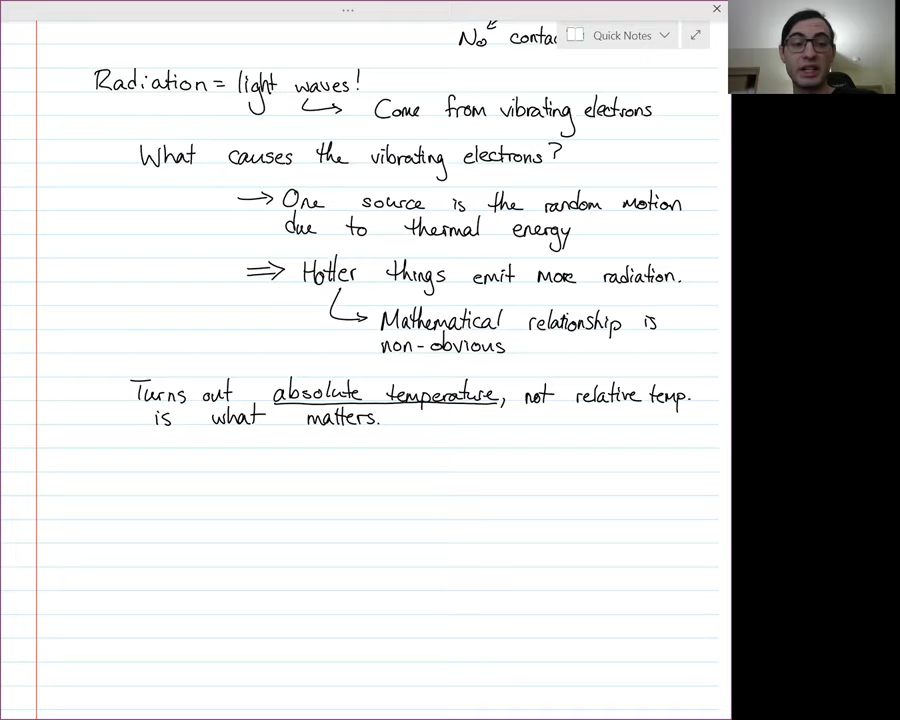 No contac
Quick Notes
Radiation = light waves!
Come from vibrating electrons
What causes the vibrating electrons?
One source is the random motion
due to thermal energy
Hotter things emit more radiation.
Mathematical relationship is
non-obvious
Turns out absolute temperature, not relative temp.
is what matters.